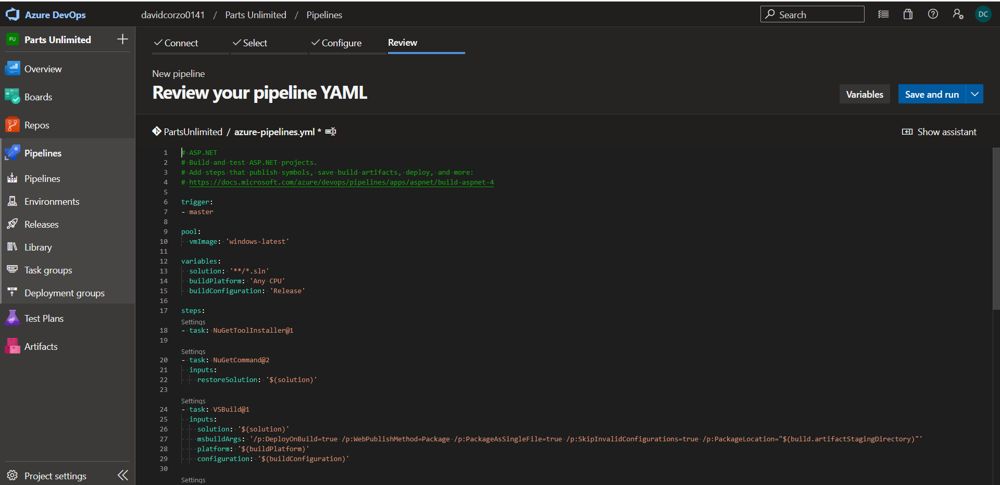 Azure DevOps
davidcorzo0141 / Parts Unlimited / Pipelines
Search
DC
PU Parts Unlimited
Overview
Boards
Repos
Pipelines
Pipelines
Environments
Releases
Library
Task groups
Deployment groups
Test Plans
Artifacts
Project settings
Connect
Select
Configure
Review
New pipeline
Review your pipeline YAML
Variables
Save and run
PartsUnlimited / azure-pipelines.yml *
Show assistant
1 # ASP.NET
2 # Build and test ASP.NET projects.
3 # Add steps that publish symbols, save build artifacts, deploy, and more:
4 # https://docs.microsoft.com/azure/devops/pipelines/apps/aspnet/build-aspnet-4
5
6 trigger:
7 - master
8
9 pool:
10 vmImage: 'windows-latest'
11
12 variables:
13 solution: '**/*.sln'
14 buildPlatform: 'Any CPU'
15 buildConfiguration: 'Release'
16
17 steps:
Settings
18 - task: NuGetToolInstaller@1
19
Settings
20 - task: NuGetCommand@2
21 inputs:
22 restoreSolution: '$(solution)'
23
Settings
24 - task: VSBuild@1
25 inputs:
26 solution: '$(solution)'
27 msbuildArgs: '/p:DeployOnBuild=true /p:WebPublishMethod=Package /p:PackageAsSingleFile=true /p:SkipInvalidConfigurations=true /p:PackageLocation="$(build.artifactStagingDirectory)"'
28 platform: '$(buildPlatform)'
29 configuration: '$(buildConfiguration)'
30
Settings